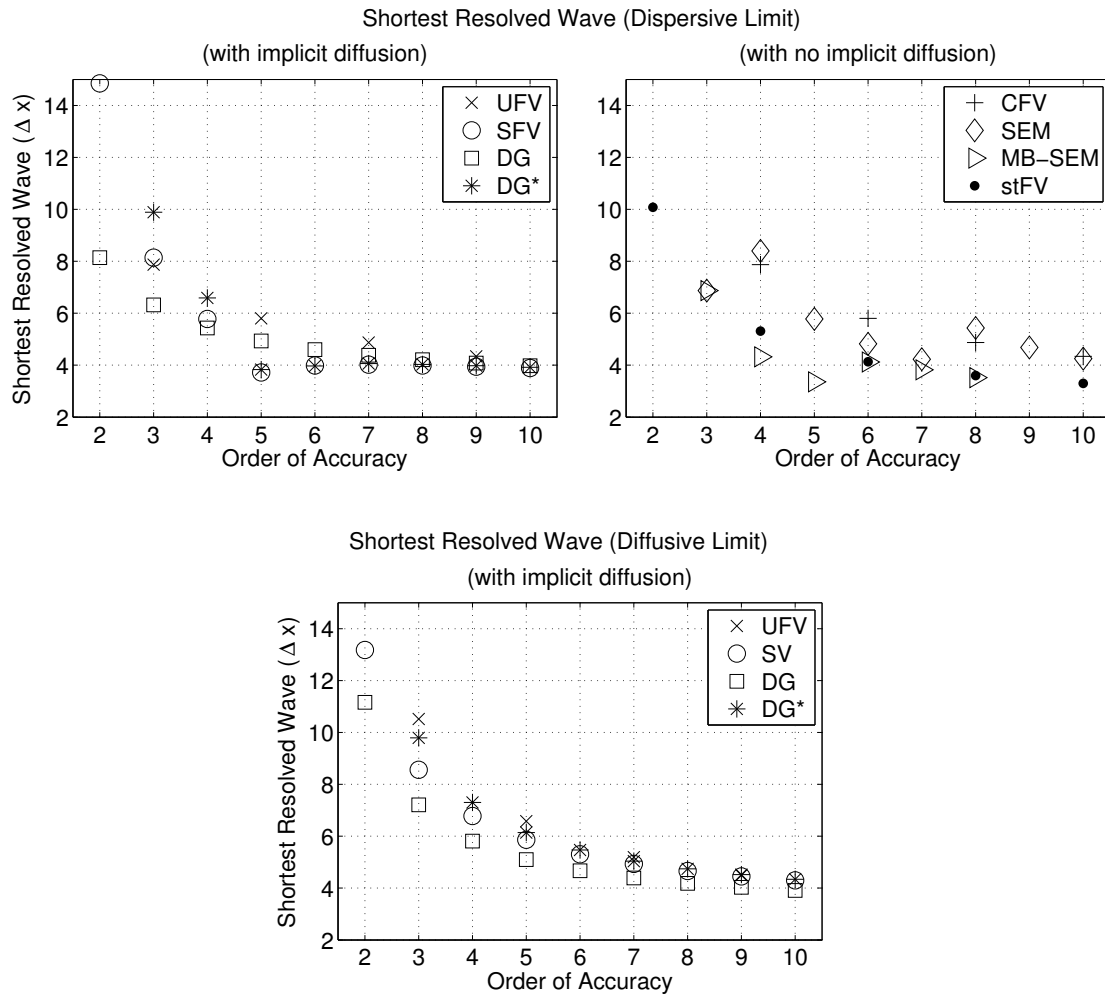 Shortest Resolved Wave (Dispersive Limit)
(with implicit diffusion)
(with no implicit diffusion)
Shortest Resolved Wave ( Δ x)
14
12
10
8
6
4
2
UFV
SFV
DG
DG*
2 3 4 5 6 7 8 9 10
Order of Accuracy
14
12
10
8
6
4
2
CFV
SEM
MB−SEM
stFV
2 3 4 5 6 7 8 9 10
Order of Accuracy
Shortest Resolved Wave (Diffusive Limit)
(with implicit diffusion)
Shortest Resolved Wave ( Δ x)
14
12
10
8
6
4
2
UFV
SV
DG
DG*
2 3 4 5 6 7 8 9 10
Order of Accuracy